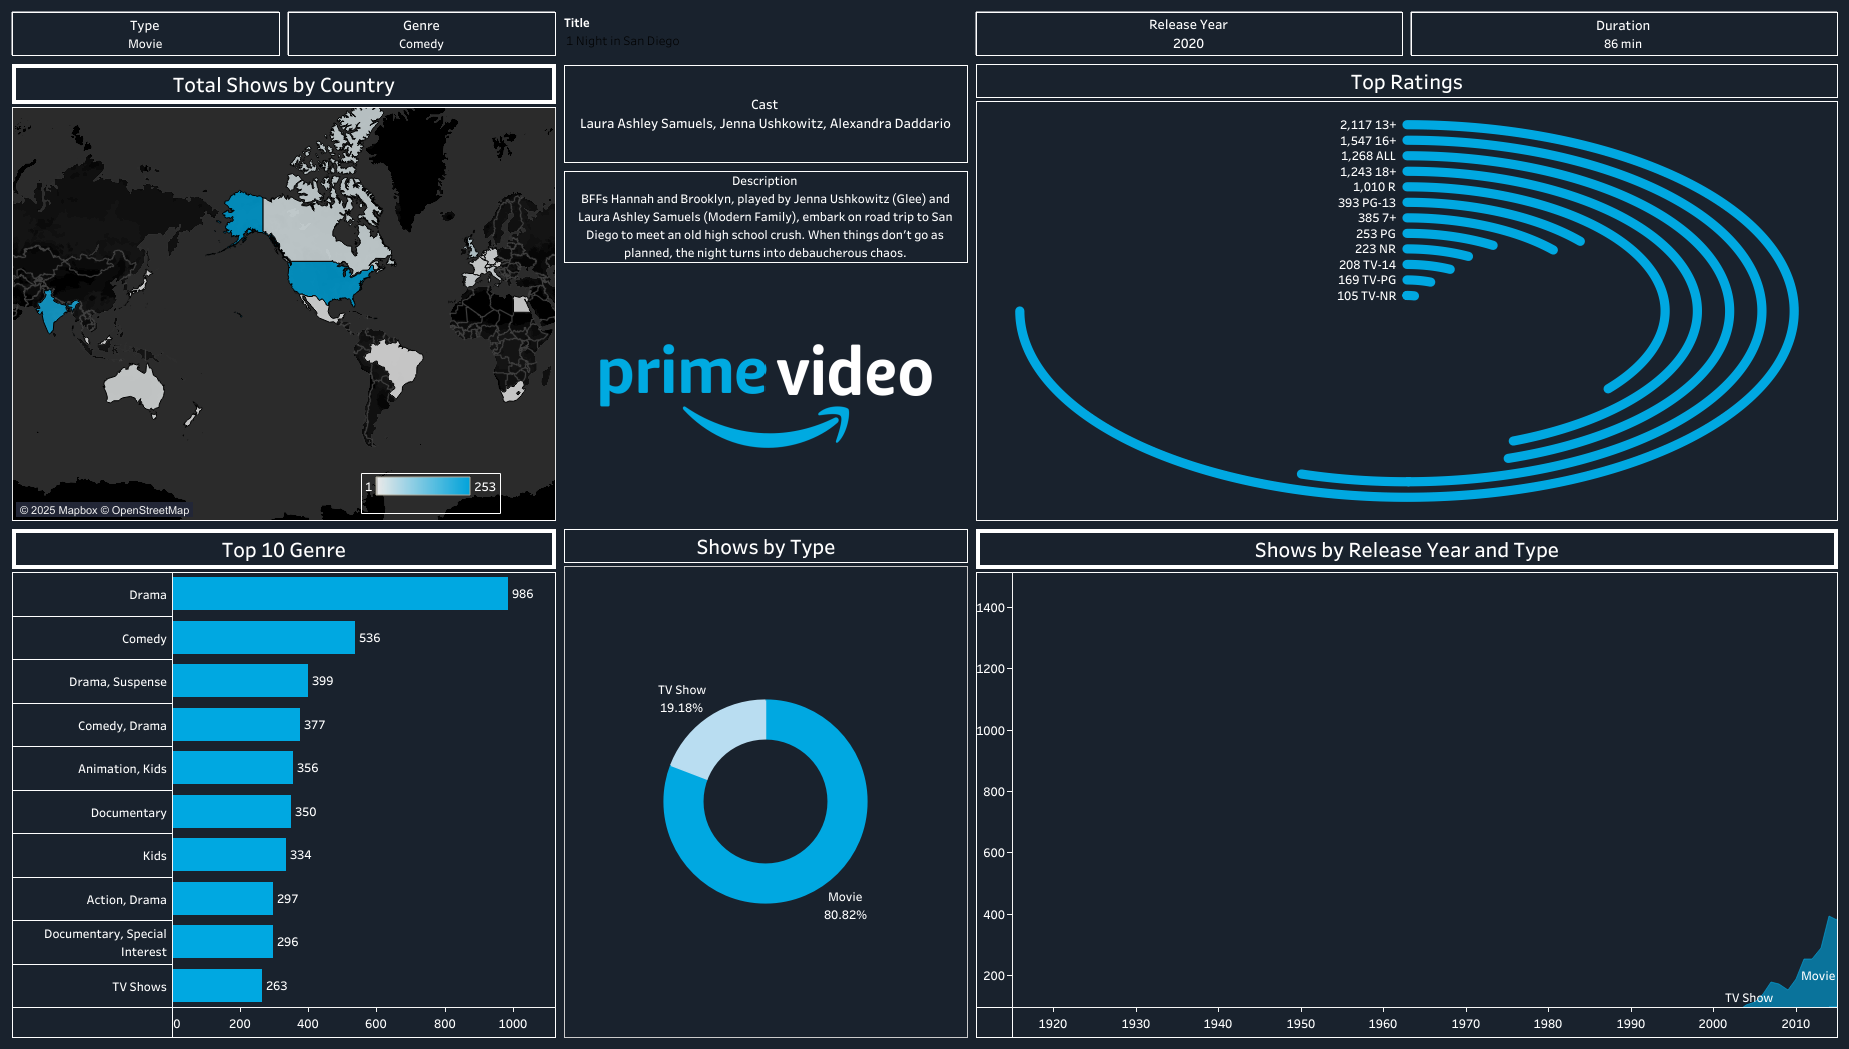 Type
Movie
Genre
Comedy
Title
1 Night in San Diego
Release Year
2020
Duration
86 min
Total Shows by Country
© 2025 Mapbox © OpenStreetMap
1
253
Cast
Laura Ashley Samuels, Jenna Ushkowitz, Alexandra Daddario
Description
BFFs Hannah and Brooklyn, played by Jenna Ushkowitz (Glee) and
Laura Ashley Samuels (Modern Family), embark on road trip to San
Diego to meet an old high school crush. When things don't go as
planned, the night turns into debaucherous chaos.
prime video
Top Ratings
2,117 13+
1,547 16+
1,268 ALL
1,243 18+
1,010 R
393 PG-13
385 7+
253 PG
223 NR
208 TV-14
169 TV-PG
105 TV-NR
Top 10 Genre
Drama 986
Comedy 536
Drama, Suspense 399
Comedy, Drama 377
Animation, Kids 356
Documentary 350
Kids 334
Action, Drama 297
Documentary, Special
Interest 296
TV Shows 263
0 200 400 600 800 1000
Shows by Type
TV Show
19.18%
Movie
80.82%
Shows by Release Year and Type
1400
1200
1000
800
600
400
200
Movie
TV Show
1920 1930 1940 1950 1960 1970 1980 1990 2000 2010